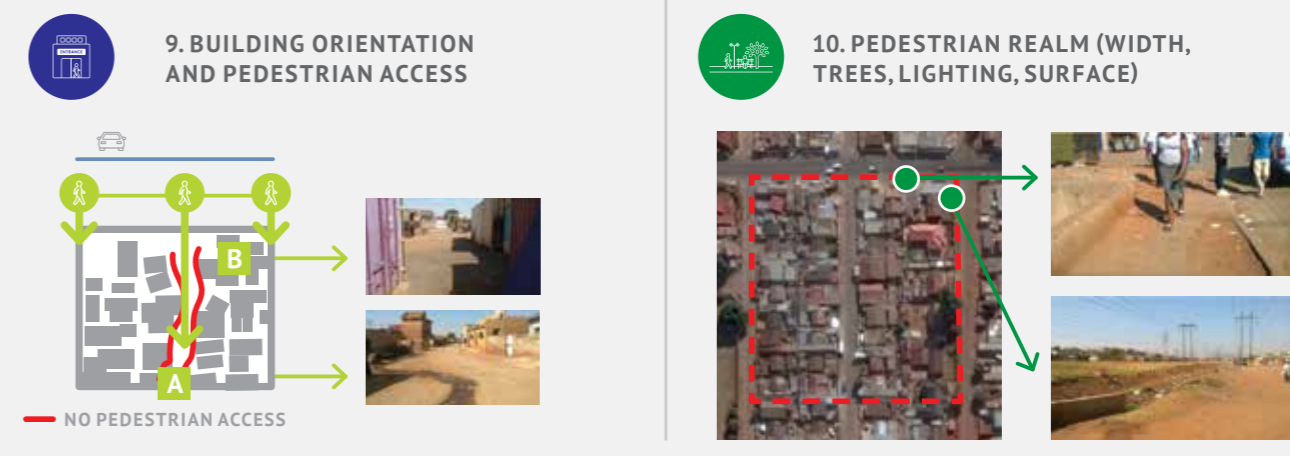 ENTRANCE
9. BUILDING ORIENTATION
AND PEDESTRIAN ACCESS
B
A
NO PEDESTRIAN ACCESS
10. PEDESTRIAN REALM (WIDTH,
TREES, LIGHTING, SURFACE)